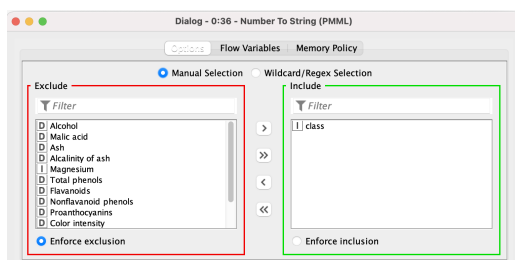 Dialog - 0:36 - Number To String (PMML)
Options Flow Variables Memory Policy
Manual Selection Wildcard/Regex Selection
Exclude Include
Filter Filter
D Alcohol I class
D Malic acid
D Ash
D Alcalinity of ash
I Magnesium
D Total phenols
D Flavanoids
D Nonflavanoid phenols
D Proanthocyanins
D Color intensity
> 
>>
<
<<
Enforce exclusion Enforce inclusion